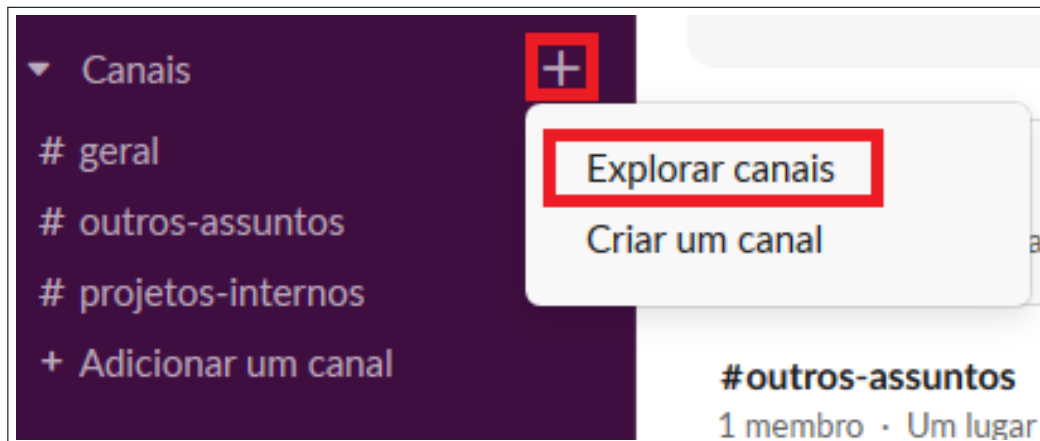 Canais +
# geral
# outros-assuntos
# projetos-internos
+ Adicionar um canal
Explorar canais
Criar um canal
#outros-assuntos
1 membro · Um lugar